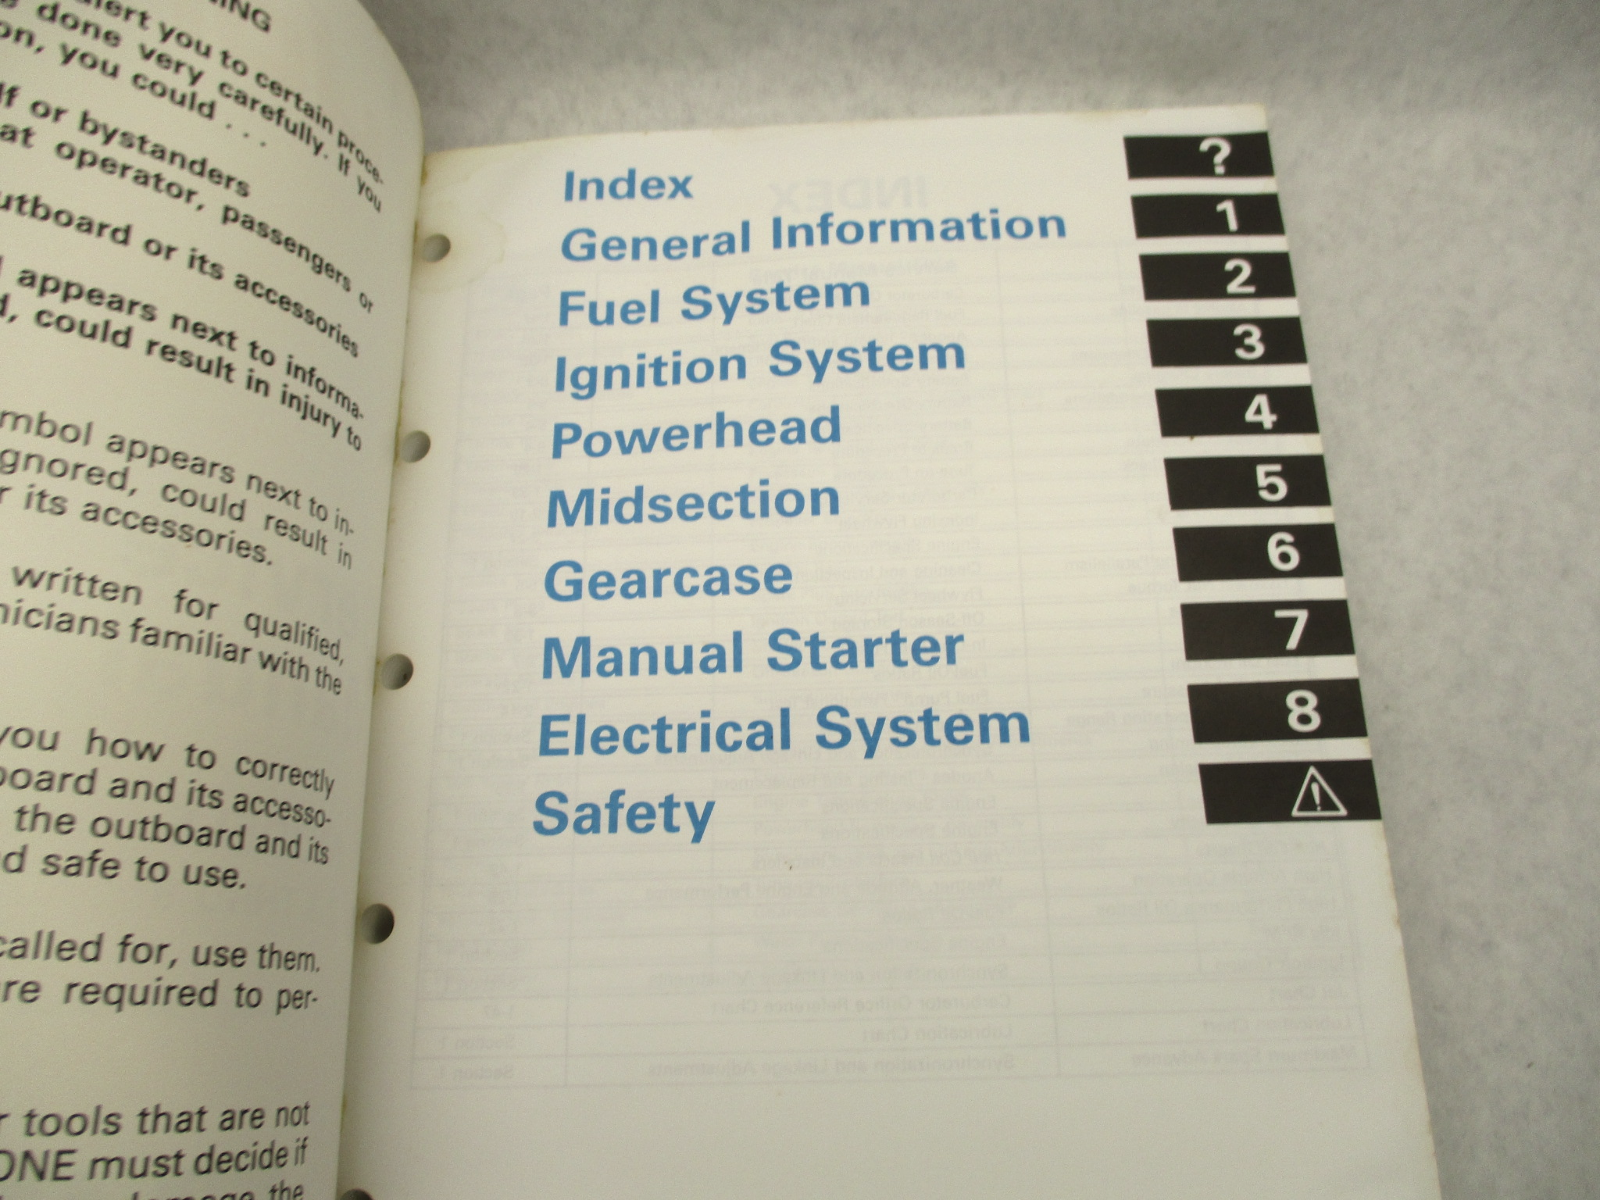 NING
alert you to certain proce-
done very carefully. If you
on, you could . . .
or bystanders
at operator, passengers or
utboard or its accessories
appears next to informa-
, could result in injury to
mbol appears next to in-
gnored, could result in
its accessories.
written for qualified,
nicians familiar with the
you how to correctly
board and its accesso-
the outboard and its
d safe to use.
called for, use them.
re required to per-
r tools that are not
ONE must decide if
the
Index ?
General Information 1
Fuel System 2
Ignition System 3
Powerhead 4
Midsection 5
Gearcase 6
Manual Starter 7
Electrical System 8
Safety !